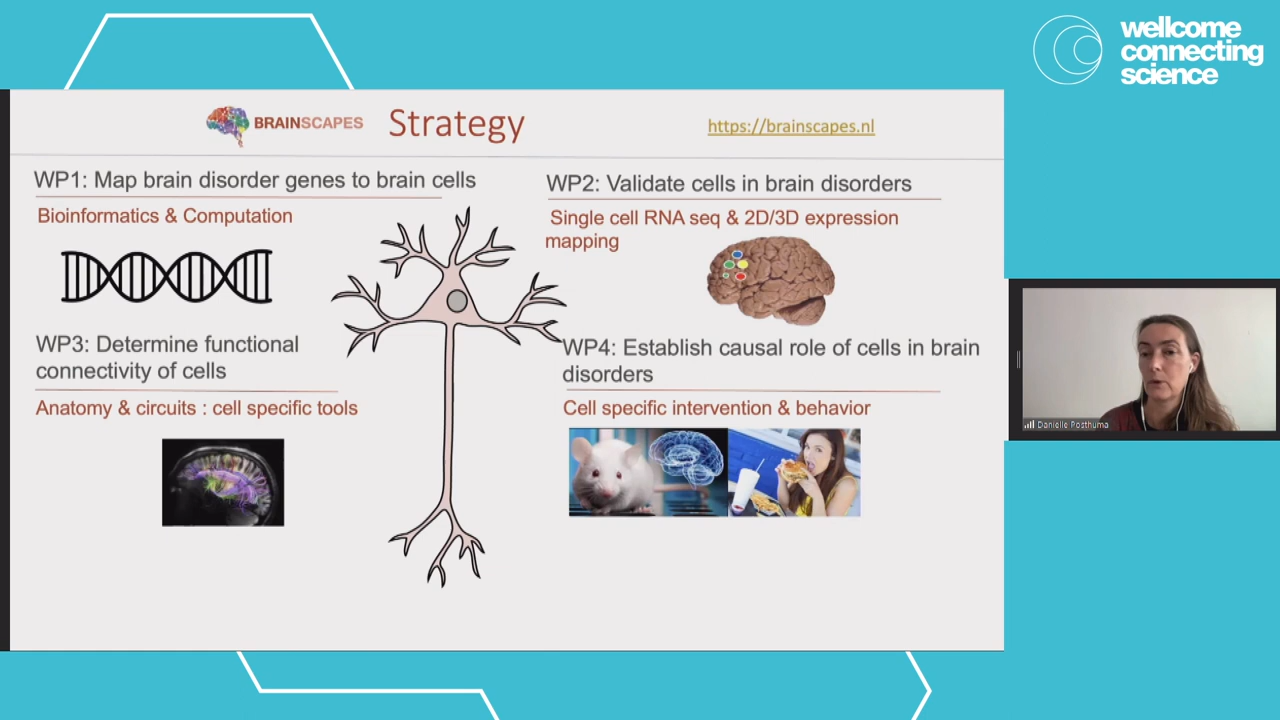 wellcome
connecting
science
BRAINSCAPES
Strategy
https://brainscapes.nl
WP1: Map brain disorder genes to brain cells
Bioinformatics & Computation
WP2: Validate cells in brain disorders
Single cell RNA seq & 2D/3D expression
mapping
WP3: Determine functional
connectivity of cells
Anatomy & circuits : cell specific tools
WP4: Establish causal role of cells in brain
disorders
Cell specific intervention & behavior
Danielle Posthuma